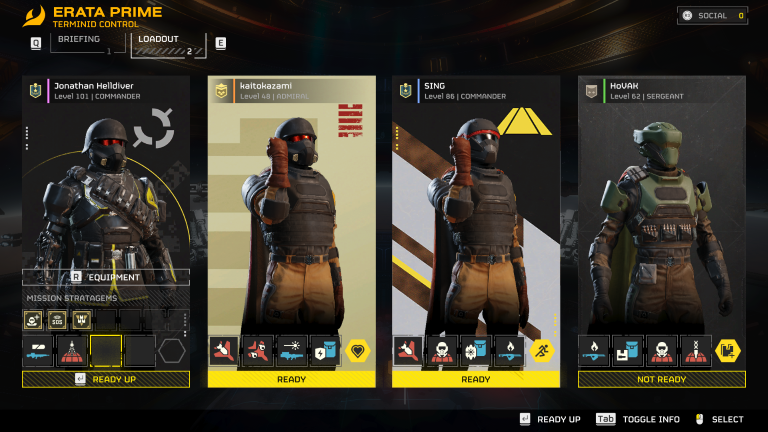 ERATA PRIME
TERMINID CONTROL
SOCIAL 0
Q
BRIEFING
1
LOADOUT
2
E
Jonathan Helldiver
Level 101 | COMMANDER
kaitokazami
Level 48 | ADMIRAL
SING
Level 86 | COMMANDER
HoVAK
Level 62 | SERGEANT
R EQUIPMENT
MISSION STRATAGEMS
SOS
READY UP
READY
READY
NOT READY
READY UP
Tab TOGGLE INFO
SELECT